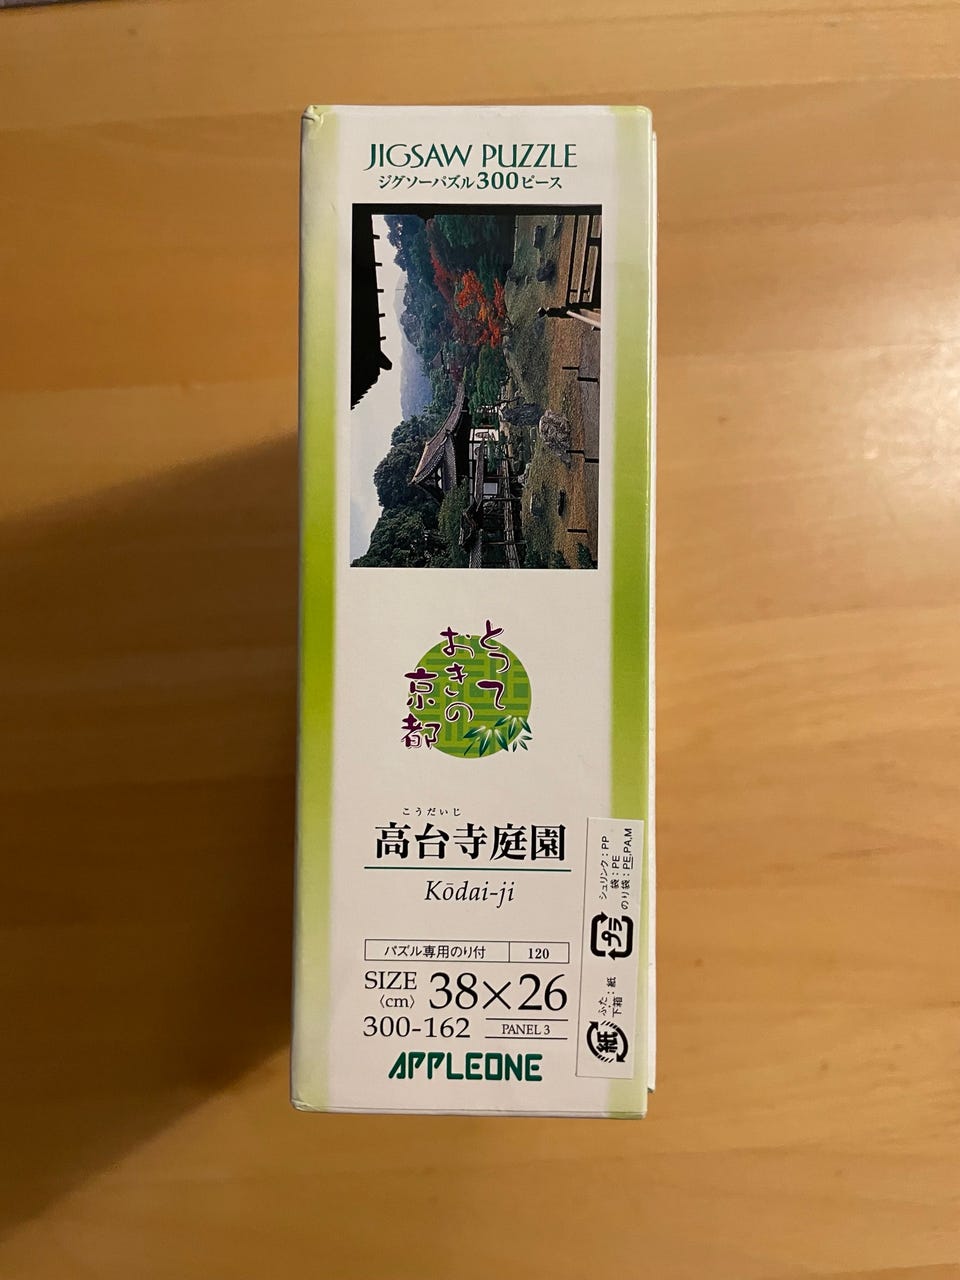 JIGSAW PUZZLE
ジグソーパズル300ピース
とって
おきの
京都
こうだいじ
高台寺庭園
Kōdai-ji
パズル専用のり付 120
SIZE
〈cm〉 38×26
300-162 PANEL 3
APPLEONE
シュリンク：PP
袋：PE
のり袋：PE,PA,M
プラ
ふた：紙
下箱
紙